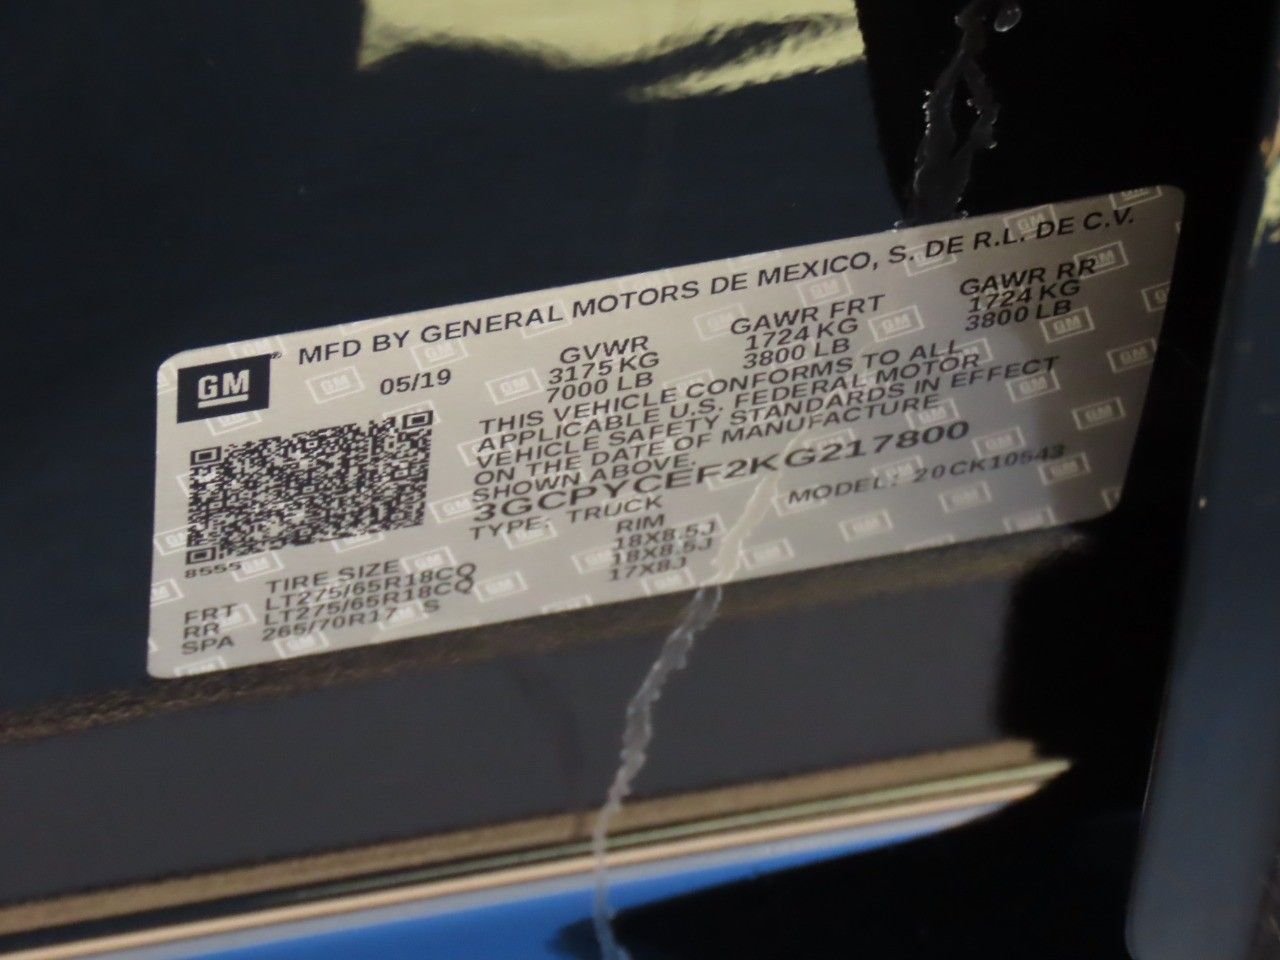 MFD BY GENERAL MOTORS DE MEXICO, S. DE R.L. DE C.V.
GM®
05/19
GVWR GAWR FRT GAWR RR
3175 KG 1724 KG 1724 KG
7000 LB 3800 LB 3800 LB
THIS VEHICLE CONFORMS TO ALL
APPLICABLE U.S. FEDERAL MOTOR
VEHICLE SAFETY STANDARDS IN EFFECT
ON THE DATE OF MANUFACTURE
SHOWN ABOVE.
3GCPYCEF2KG217800
TYPE: TRUCK MODEL: 20CK10543
8555
TIRE SIZE RIM
FRT LT275/65R18CQ 18X8.5J
RR LT275/65R18CQ 18X8.5J
SPA 265/70R17 S 17X8J